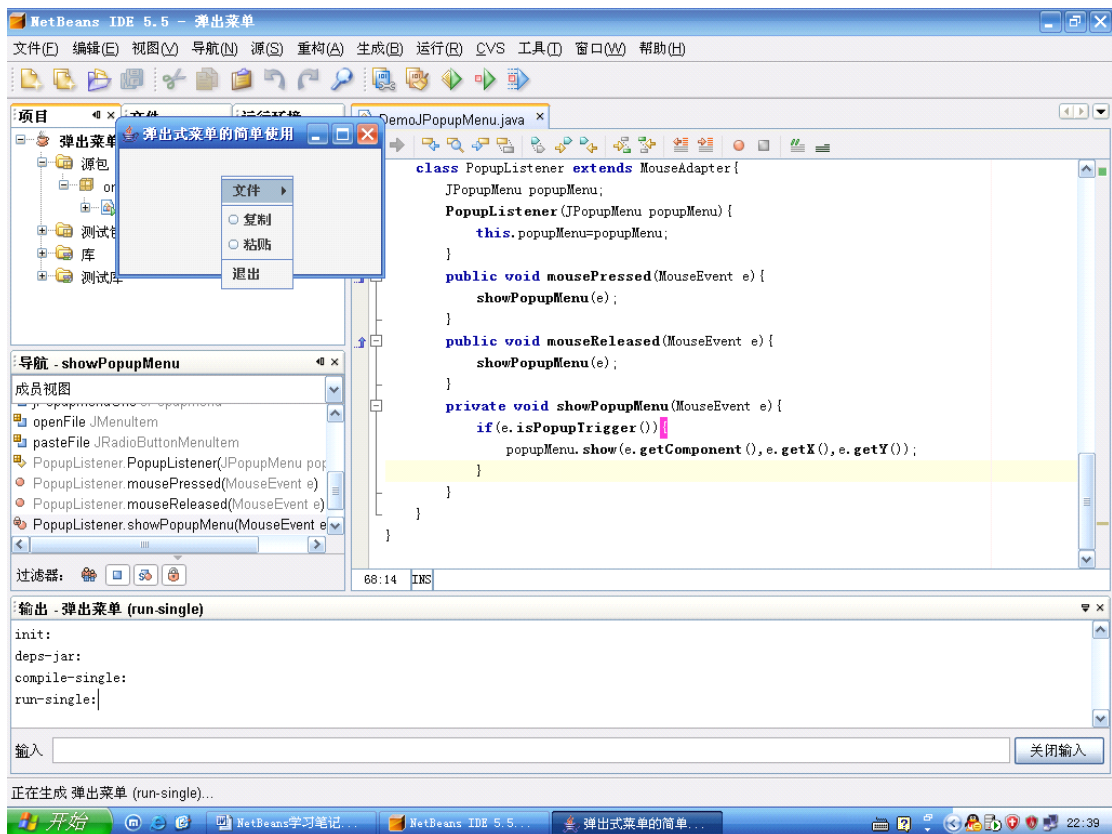 NetBeans IDE 5.5 - 弹出菜单
文件(F) 编辑(E) 视图(V) 导航(N) 源(S) 重构(A) 生成(B) 运行(R) CVS 工具(T) 窗口(W) 帮助(H)
项目
DemoJPopupMenu.java
弹出式菜单的简单使用
文件
复制
粘贴
退出
弹出菜单
源包
or
库
测试库
导航 - showPopupMenu
成员视图
openFile JMenuItem
pasteFile JRadioButtonMenuItem
PopupListener.PopupListener(JPopupMenu pop
PopupListener.mousePressed(MouseEvent e)
PopupListener.mouseReleased(MouseEvent e)
PopupListener.showPopupMenu(MouseEvent e
过滤器:
class PopupListener extends MouseAdapter{
JPopupMenu popupMenu;
PopupListener(JPopupMenu popupMenu){
this.popupMenu=popupMenu;
}
public void mousePressed(MouseEvent e){
showPopupMenu(e);
}
public void mouseReleased(MouseEvent e){
showPopupMenu(e);
}
private void showPopupMenu(MouseEvent e){
if(e.isPopupTrigger()){
popupMenu.show(e.getComponent(),e.getX(),e.getY());
}
}
}
}
68:14 INS
输出 - 弹出菜单 (run-single)
init:
deps-jar:
compile-single:
run-single:
输入
关闭输入
正在生成 弹出菜单 (run-single)...
开始
NetBeans学习笔记...
NetBeans IDE 5.5...
弹出式菜单的简单...
22:39